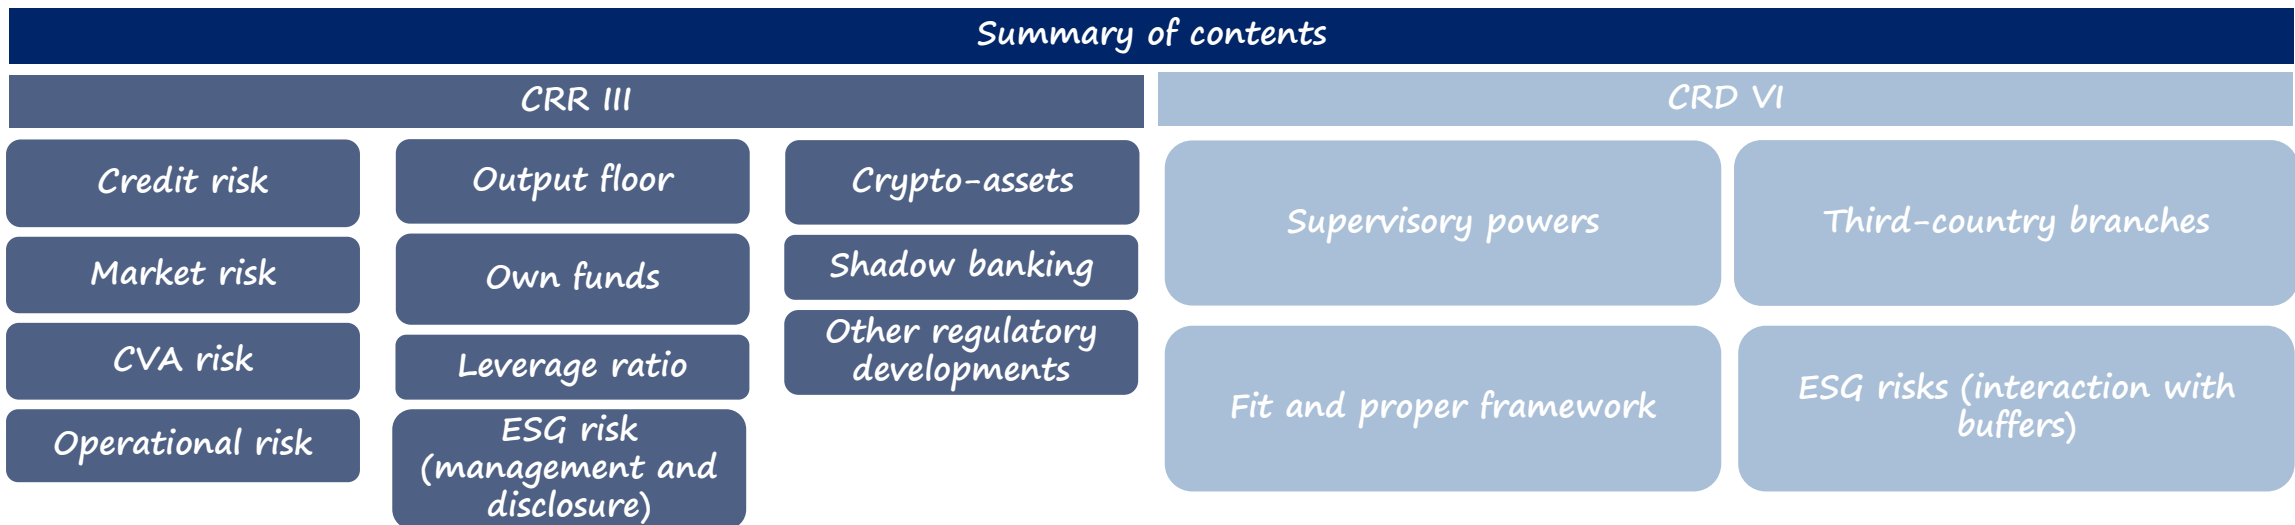 Summary of contents
CRR III
CRD VI
Credit risk
Market risk
CVA risk
Operational risk
Output floor
Own funds
Leverage ratio
ESG risk
(management and
disclosure)
Crypto-assets
Shadow banking
Other regulatory
developments
Supervisory powers
Third-country branches
Fit and proper framework
ESG risks (interaction with
buffers)